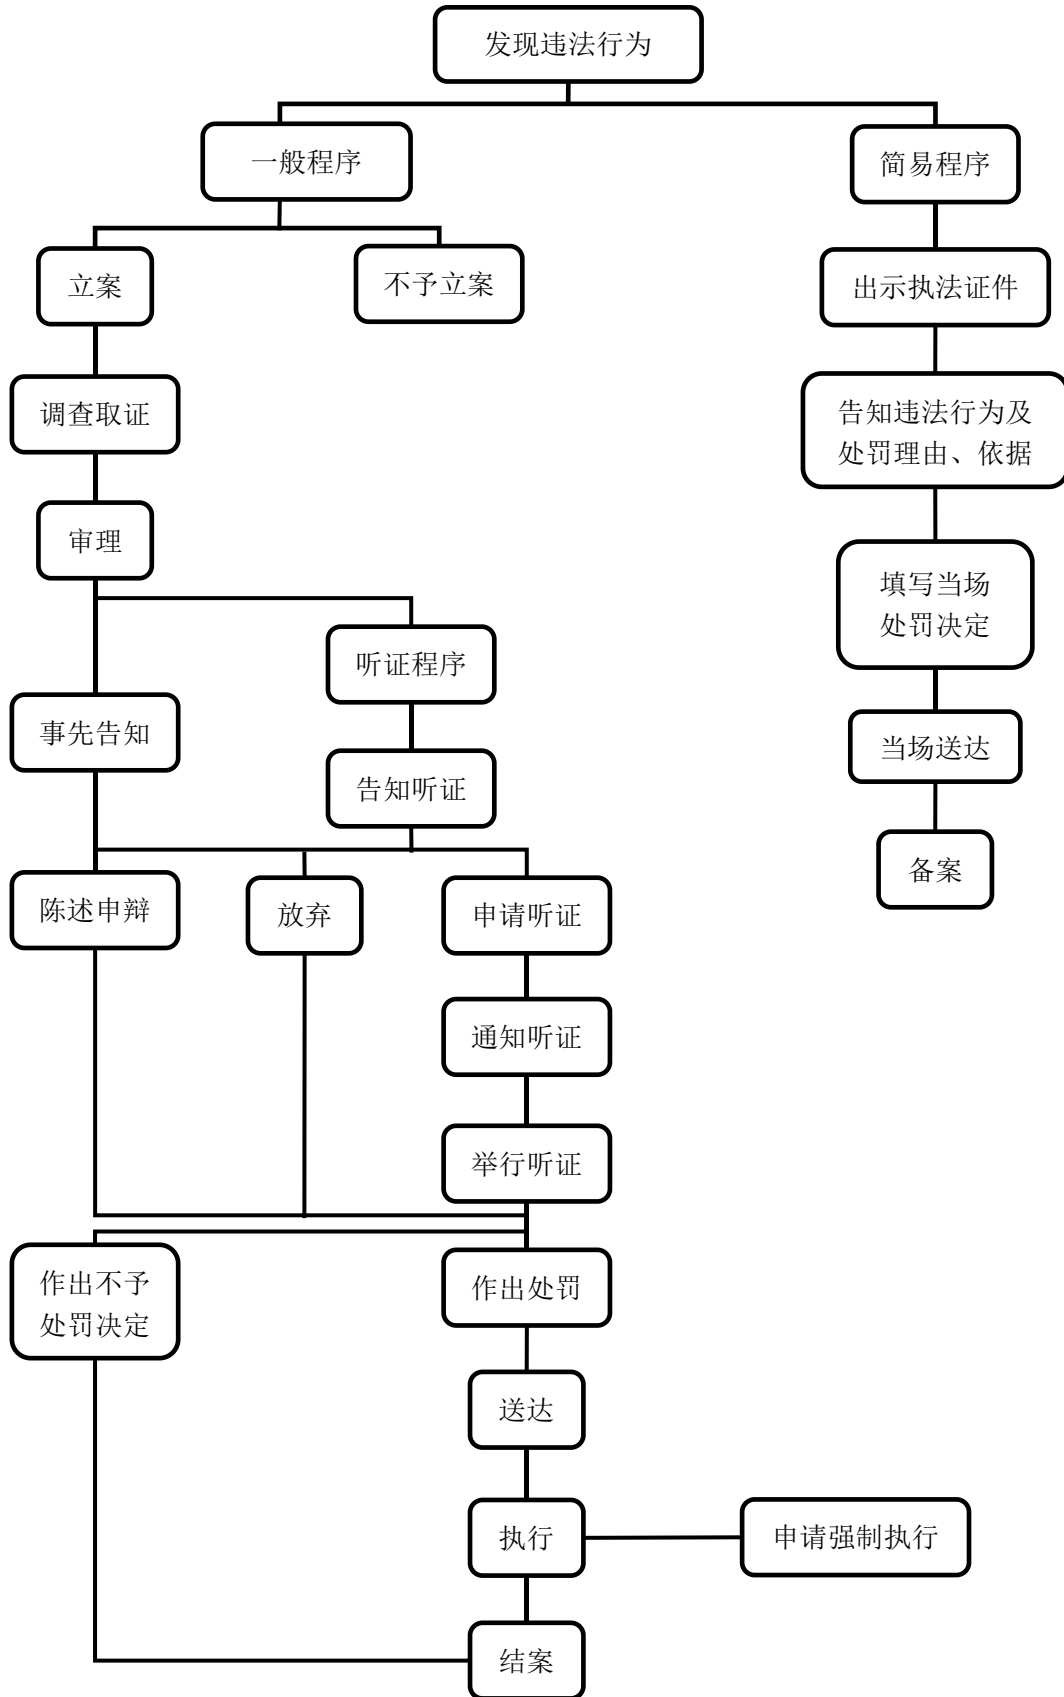 发现违法行为
一般程序
简易程序
立案
不予立案
出示执法证件
调查取证
告知违法行为及
处罚理由、依据
审理
填写当场
处罚决定
听证程序
事先告知
当场送达
告知听证
备案
陈述申辩
放弃
申请听证
通知听证
举行听证
作出不予
处罚决定
作出处罚
送达
执行
申请强制执行
结案